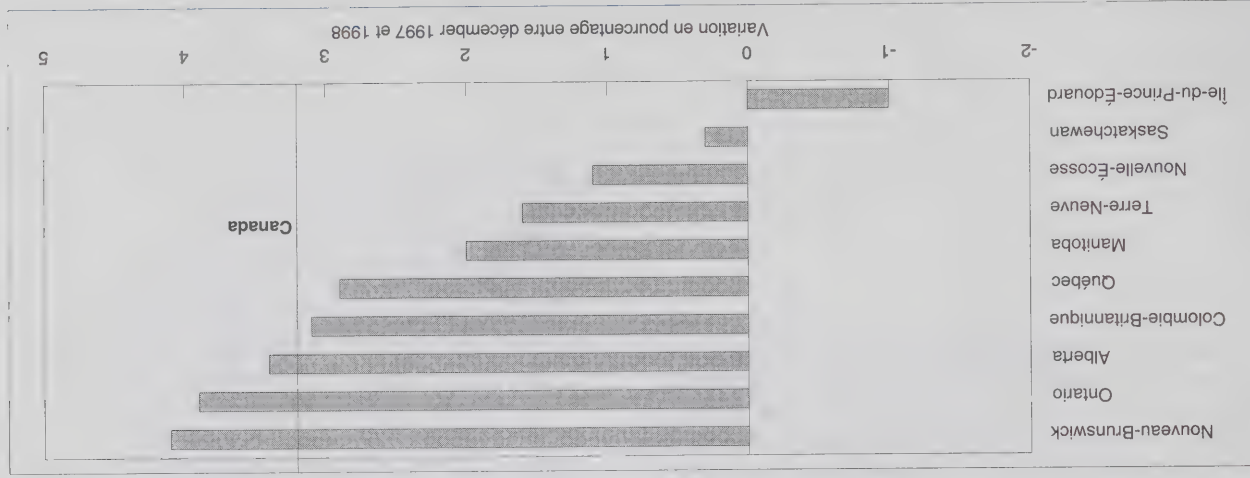 Nouveau-Brunswick
Ontario
Alberta
Colombie-Britannique
Québec
Manitoba
Terre-Neuve
Nouvelle-Écosse
Saskatchewan
Île-du-Prince-Édouard
Canada
-2 -1 0 1 2 3 4 5
Variation en pourcentage entre décember 1997 et 1998